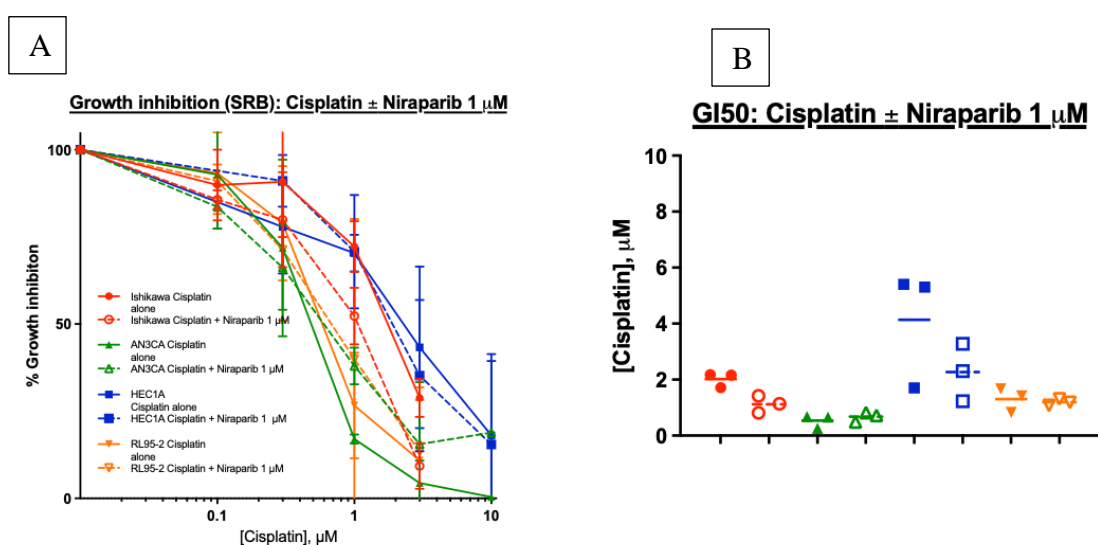 A
Growth inhibition (SRB): Cisplatin ± Niraparib 1 μM
100
50
0
% Growth inhibiton
Ishikawa Cisplatin
alone
Ishikawa Cisplatin + Niraparib 1 μM
AN3CA Cisplatin
alone
AN3CA Cisplatin + Niraparib 1 μM
HEC1A
Cisplatin alone
HEC1A Cisplatin + Niraparib 1 μM
RL95-2 Cisplatin
alone
RL95-2 Cisplatin + Niraparib 1 μM
0.1
1
10
[Cisplatin], μM
B
GI50: Cisplatin ± Niraparib 1 μM
10
8
6
4
2
0
[Cisplatin], μM